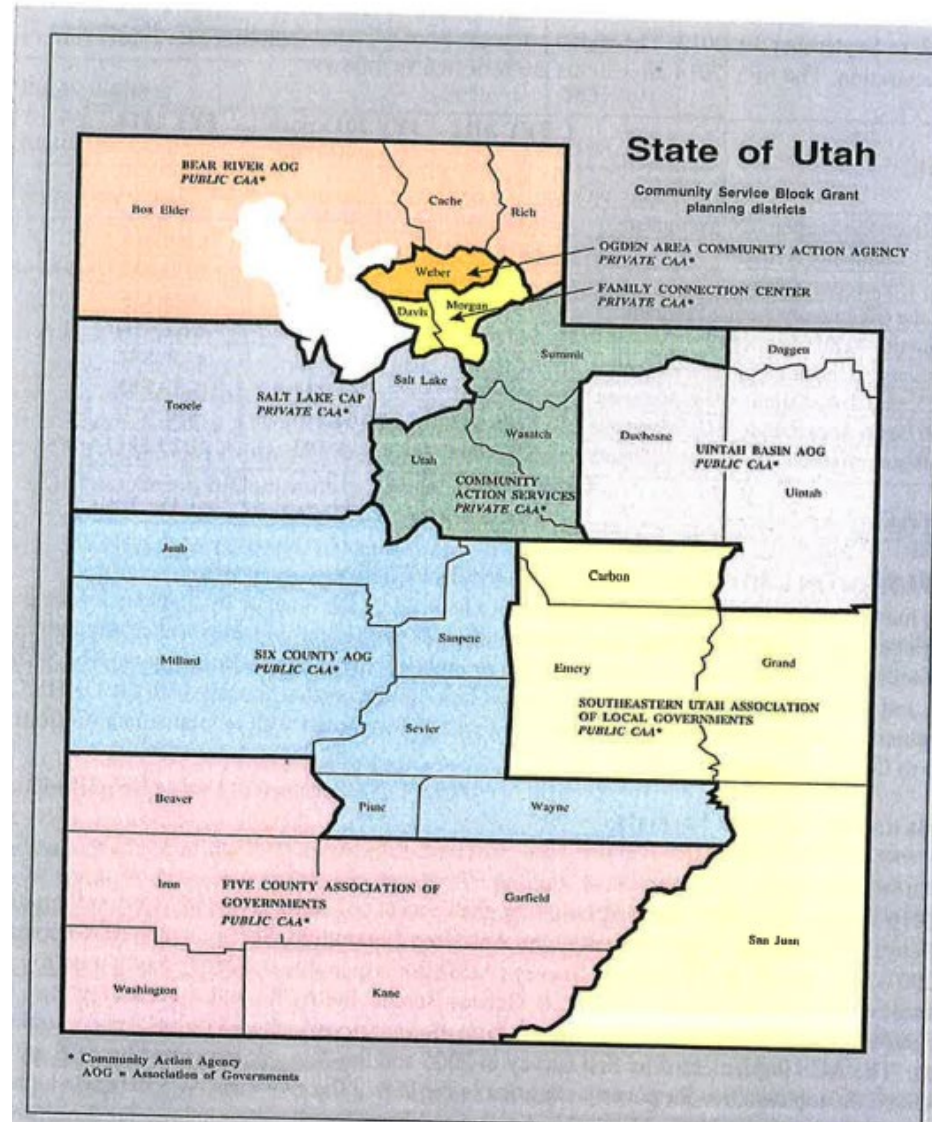 State of Utah
Community Service Block Grant
planning districts
BEAR RIVER AOG
PUBLIC CAA*
Box Elder
Cache
Rich
OGDEN AREA COMMUNITY ACTION AGENCY
PRIVATE CAA*
Weber
FAMILY CONNECTION CENTER
PRIVATE CAA*
Davis
Morgan
Summit
Daggett
Salt Lake
Tooele
SALT LAKE CAP
PRIVATE CAA*
Wasatch
Duchesne
Utah
UINTAH BASIN AOG
PUBLIC CAA*
Uintah
COMMUNITY
ACTION SERVICES
PRIVATE CAA*
Juab
Carbon
Sanpete
Millard
SIX COUNTY AOG
PUBLIC CAA*
Emery
Grand
SOUTHEASTERN UTAH ASSOCIATION
OF LOCAL GOVERNMENTS
PUBLIC CAA*
Sevier
Beaver
Piute
Wayne
Iron
FIVE COUNTY ASSOCIATION OF
GOVERNMENTS
PUBLIC CAA*
Garfield
San Juan
Washington
Kane
* Community Action Agency
AOG = Association of Governments